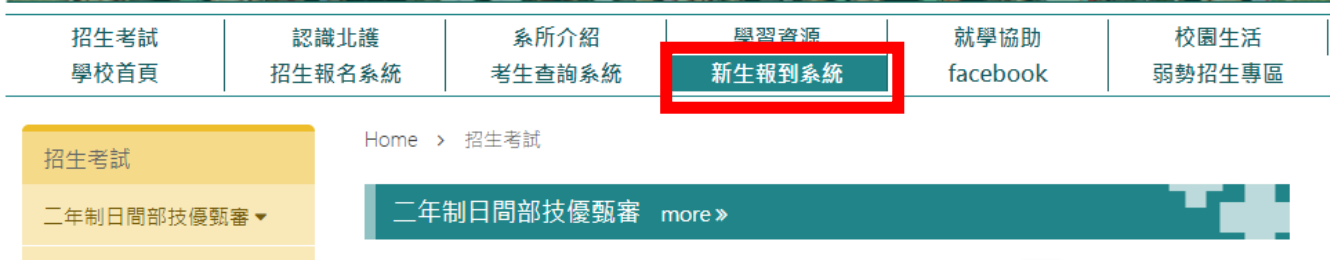 招生考試 認識北護 系所介紹 學習資源 就學協助 校園生活
學校首頁 招生報名系統 考生查詢系統 新生報到系統 facebook 弱勢招生專區
Home > 招生考試
招生考試
二年制日間部技優甄審
二年制日間部技優甄審 more »